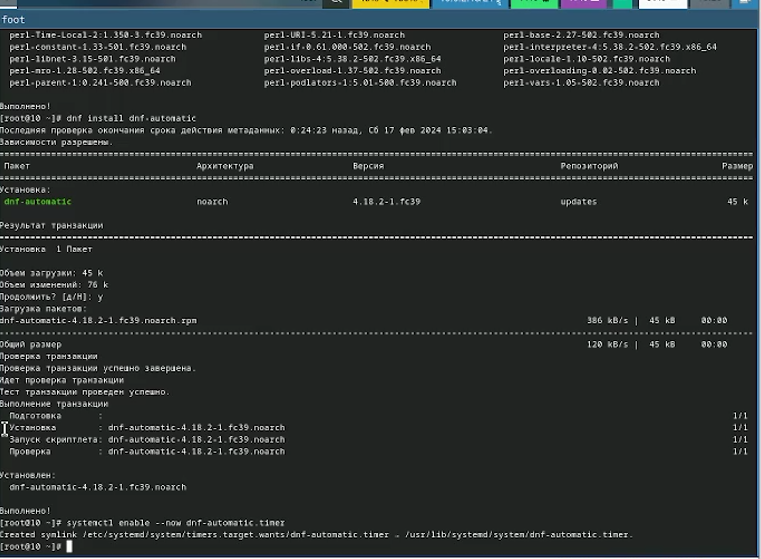 foot
perl-Time-Local-2:1.350-3.fc39.noarch perl-URI-5.21-1.fc39.noarch perl-base-2.27-502.fc39.noarch
perl-constant-1.33-501.fc39.noarch perl-if-0.61.000-502.fc39.noarch perl-interpreter-4:5.38.2-502.fc39.x86_64
perl-libnet-3.15-501.fc39.noarch perl-libs-4:5.38.2-502.fc39.x86_64 perl-locale-1.10-502.fc39.noarch
perl-mro-1.28-502.fc39.x86_64 perl-overload-1.37-502.fc39.noarch perl-overloading-0.02-502.fc39.noarch
perl-parent-1:0.241-500.fc39.noarch perl-podlators-1:5.01-500.fc39.noarch perl-vars-1.05-502.fc39.noarch
Выполнено!
[root@10 ~]# dnf install dnf-automatic
Последняя проверка окончания срока действия метаданных: 0:24:23 назад, Сб 17 фев 2024 15:03:04.
Зависимости разрешены.
Пакет Архитектура Версия Репозиторий Размер
Установка:
dnf-automatic noarch 4.18.2-1.fc39 updates 45 k
Результат транзакции
Установка 1 Пакет
Объем загрузки: 45 k
Объем изменений: 76 k
Продолжить? [д/Н]: y
Загрузка пакетов:
dnf-automatic-4.18.2-1.fc39.noarch.rpm 386 kB/s | 45 kB 00:00
Общий размер 120 kB/s | 45 kB 00:00
Проверка транзакции
Проверка транзакции успешно завершена.
Идет проверка транзакции
Тест транзакции проведен успешно.
Выполнение транзакции
Подготовка : 1/1
Установка : dnf-automatic-4.18.2-1.fc39.noarch 1/1
Запуск скриптлета: dnf-automatic-4.18.2-1.fc39.noarch 1/1
Проверка : dnf-automatic-4.18.2-1.fc39.noarch 1/1
Установлен:
dnf-automatic-4.18.2-1.fc39.noarch
Выполнено!
[root@10 ~]# systemctl enable --now dnf-automatic.timer
Created symlink /etc/systemd/system/timers.target.wants/dnf-automatic.timer → /usr/lib/systemd/system/dnf-automatic.timer.
[root@10 ~]#